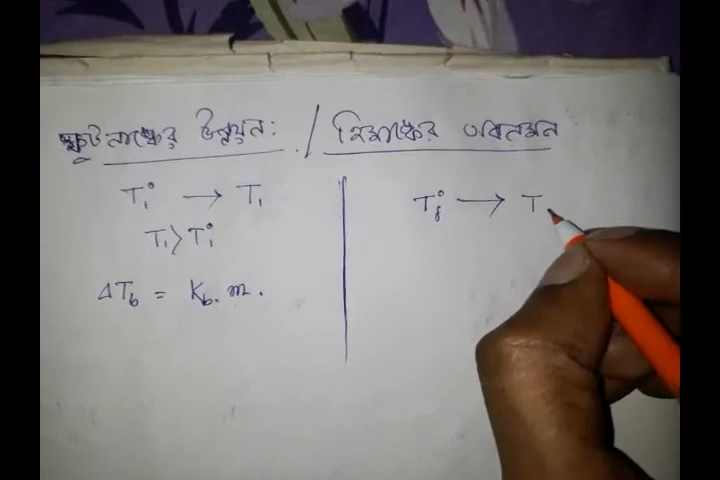 স্ফুটনাঙ্কের উন্নয়ন: / হিমাঙ্কের অবনমন
T₁° → T₁
T₁ > T₁°
ΔT_b = K_b. m.
T_f° → T